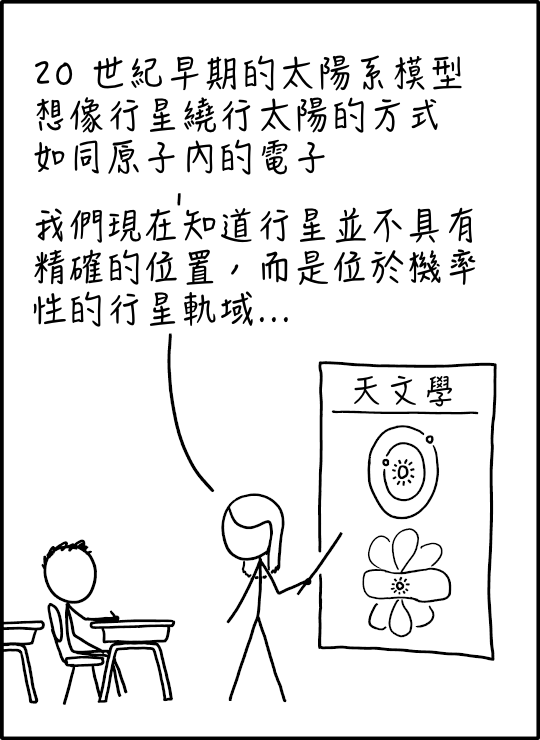 20 世紀早期的太陽系模型
想像行星繞行太陽的方式
如同原子內的電子
我們現在知道行星並不具有
精確的位置，而是位於機率
性的行星軌域...
天文學